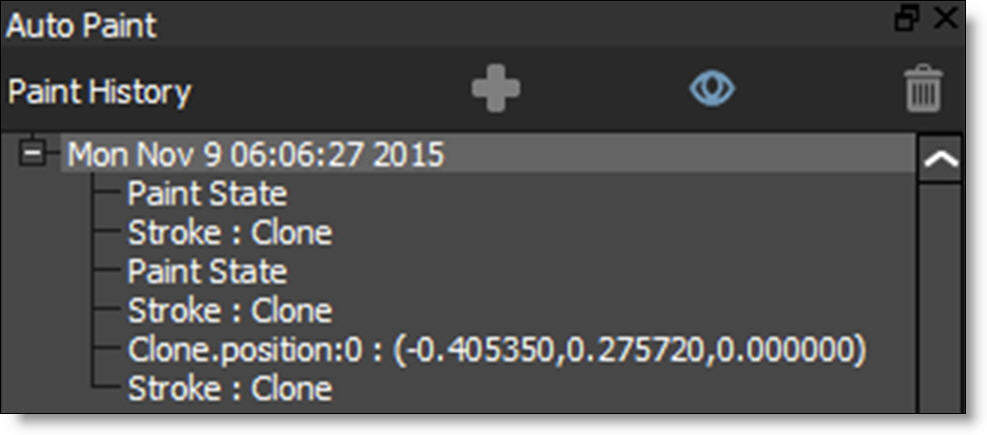 Auto Paint
Paint History
Mon Nov 9 06:06:27 2015
Paint State
Stroke : Clone
Paint State
Stroke : Clone
Clone.position:0 : (-0.405350,0.275720,0.000000)
Stroke : Clone